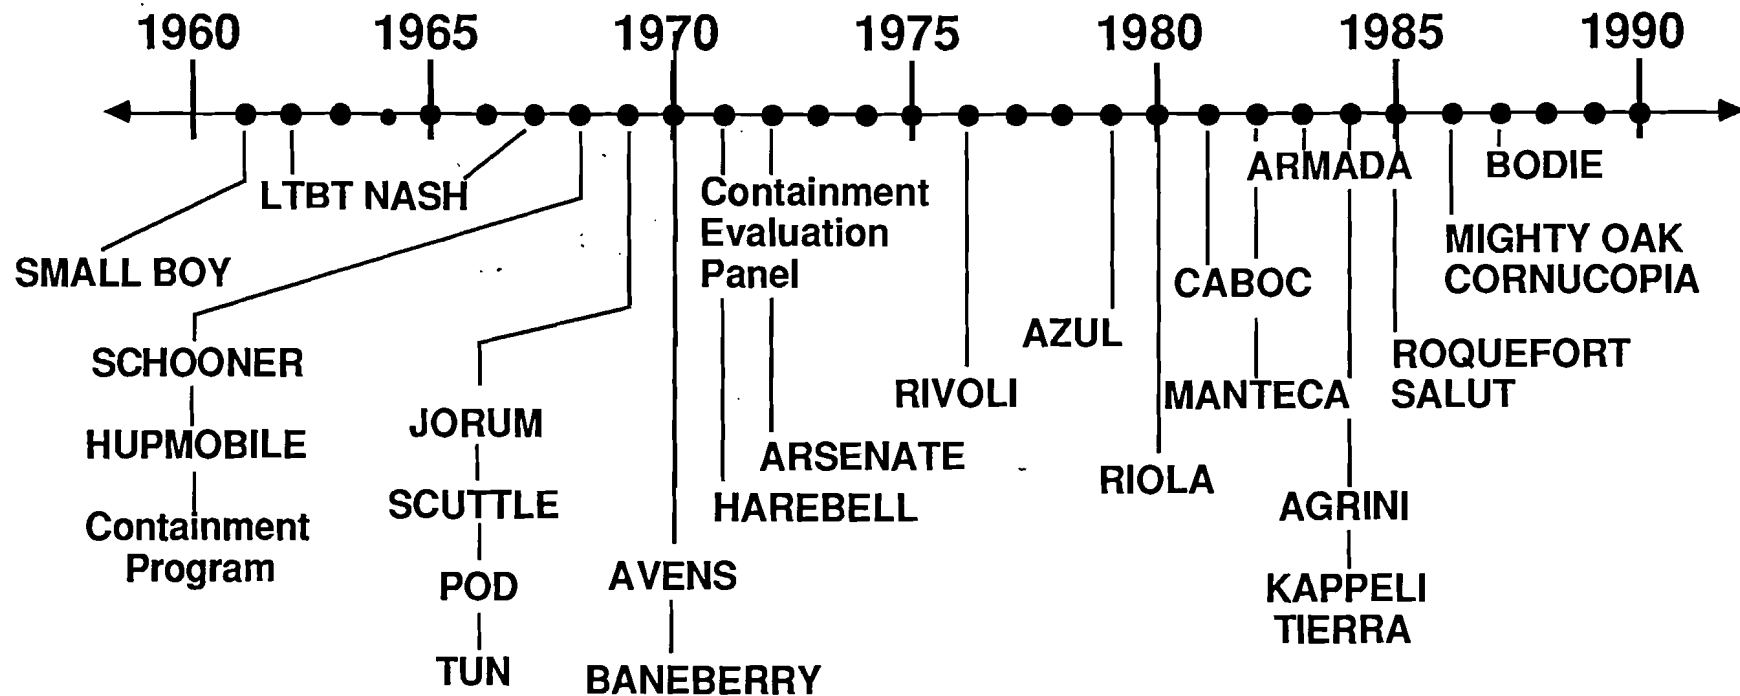 1960 1965 1970 1975 1980 1985 1990
ARMADA
BODIE
LTBT NASH
Containment
Evaluation
Panel
SMALL BOY
MIGHTY OAK
CORNUCOPIA
CABOC
AZUL
SCHOONER
ROQUEFORT
SALUT
RIVOLI
MANTECA
JORUM
HUPMOBILE
ARSENATE
RIOLA
HAREBELL
SCUTTLE
AGRINI
Containment
Program
POD
AVENS
KAPPELI
TIERRA
TUN
BANEBERRY